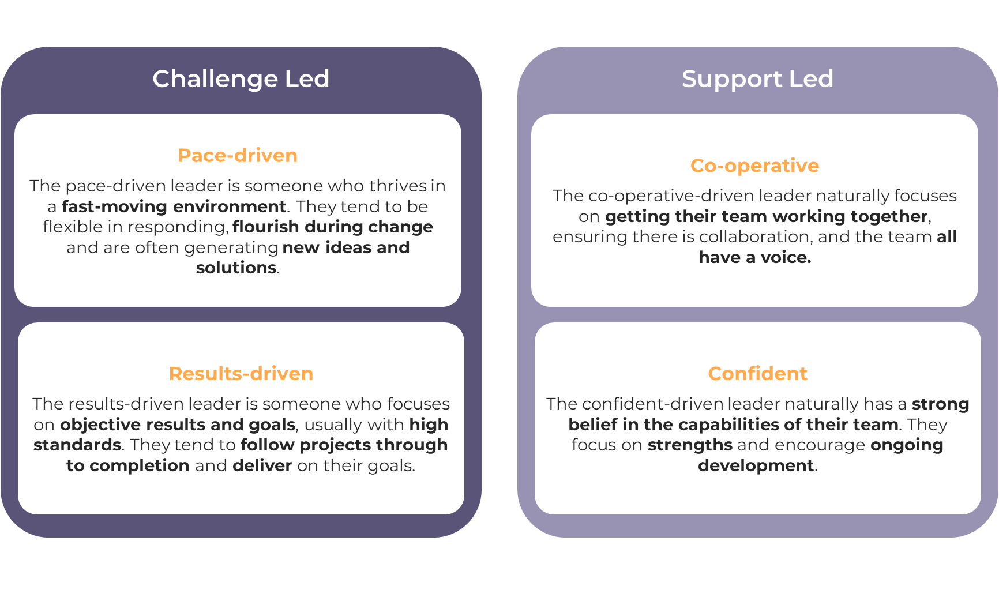 Challenge Led
Pace-driven
The pace-driven leader is someone who thrives in
a fast-moving environment. They tend to be
flexible in responding, flourish during change
and are often generating new ideas and
solutions.
Results-driven
The results-driven leader is someone who focuses
on objective results and goals, usually with high
standards. They tend to follow projects through
to completion and deliver on their goals.
Support Led
Co-operative
The co-operative-driven leader naturally focuses
on getting their team working together,
ensuring there is collaboration, and the team all
have a voice.
Confident
The confident-driven leader naturally has a strong
belief in the capabilities of their team. They
focus on strengths and encourage ongoing
development.